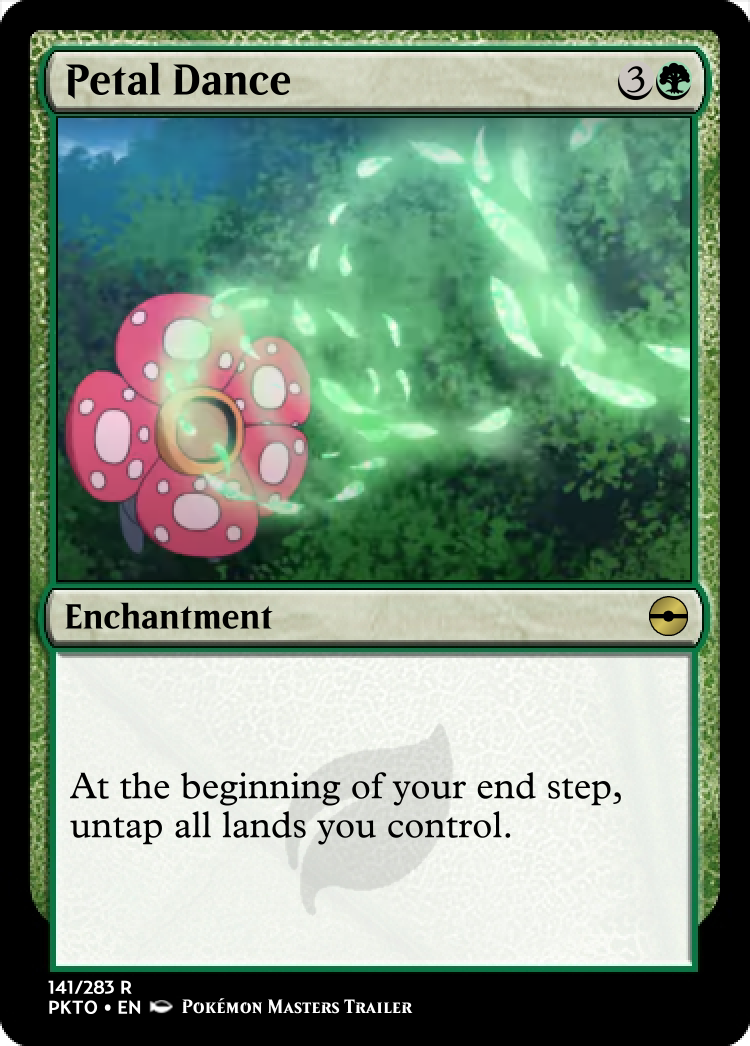 Petal Dance 3
Enchantment
At the beginning of your end step,
untap all lands you control.
141/283 R
PKTO • EN Pokémon Masters Trailer